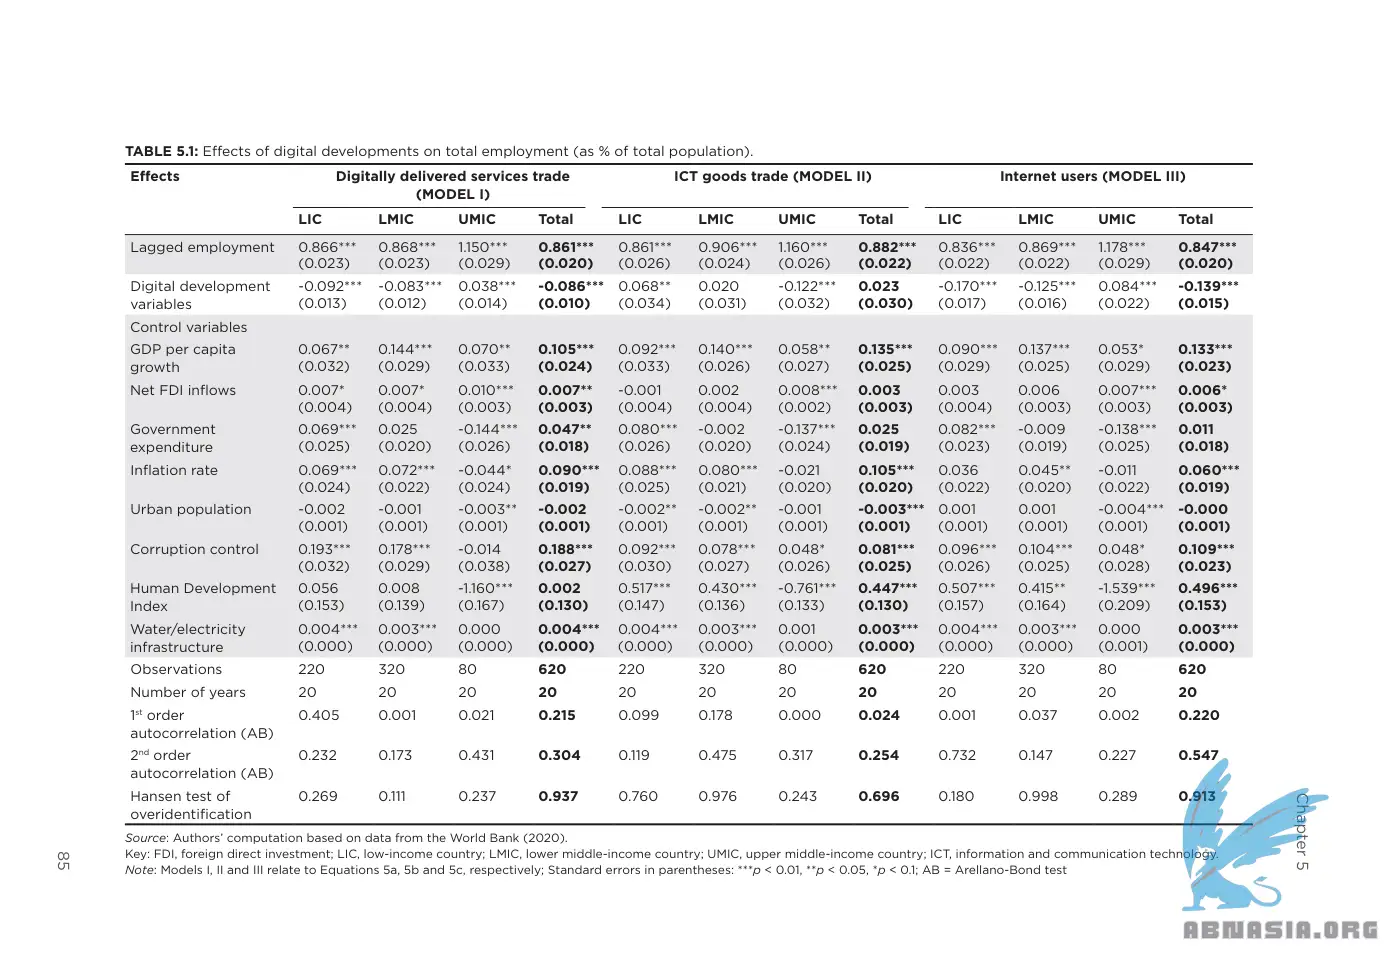 TABLE 5.1: Effects of digital developments on total employment (as % of total population).
Effects Digitally delivered services trade (MODEL I) ICT goods trade (MODEL II) Internet users (MODEL III)
LIC LMIC UMIC Total LIC LMIC UMIC Total LIC LMIC UMIC Total
Lagged employment 0.866*** 0.868*** 1.150*** 0.861*** 0.861*** 0.906*** 1.160*** 0.882*** 0.836*** 0.869*** 1.178*** 0.847***
(0.023) (0.023) (0.029) (0.020) (0.026) (0.024) (0.026) (0.022) (0.022) (0.022) (0.029) (0.020)
Digital development -0.092*** -0.083*** 0.038*** -0.086*** 0.068** 0.020 -0.122*** 0.023 -0.170*** -0.125*** 0.084*** -0.139***
variables (0.013) (0.012) (0.014) (0.010) (0.034) (0.031) (0.032) (0.030) (0.017) (0.016) (0.022) (0.015)
Control variables
GDP per capita 0.067** 0.144*** 0.070** 0.105*** 0.092*** 0.140*** 0.058** 0.135*** 0.090*** 0.137*** 0.053* 0.133***
growth (0.032) (0.029) (0.033) (0.024) (0.033) (0.026) (0.027) (0.025) (0.029) (0.025) (0.029) (0.023)
Net FDI inflows 0.007* 0.007* 0.010*** 0.007** -0.001 0.002 0.008*** 0.003 0.003 0.006 0.007*** 0.006*
(0.004) (0.004) (0.003) (0.003) (0.004) (0.004) (0.002) (0.003) (0.004) (0.003) (0.003) (0.003)
Government 0.069*** 0.025 -0.144*** 0.047** 0.080*** -0.002 -0.137*** 0.025 0.082*** -0.009 -0.138*** 0.011
expenditure (0.025) (0.020) (0.026) (0.018) (0.026) (0.020) (0.024) (0.019) (0.023) (0.019) (0.025) (0.018)
Inflation rate 0.069*** 0.072*** -0.044* 0.090*** 0.088*** 0.080*** -0.021 0.105*** 0.036 0.045** -0.011 0.060***
(0.024) (0.022) (0.024) (0.019) (0.025) (0.021) (0.020) (0.020) (0.022) (0.020) (0.022) (0.019)
Urban population -0.002 -0.001 -0.003** -0.002 -0.002** -0.002** -0.001 -0.003*** 0.001 0.001 -0.004*** -0.000
(0.001) (0.001) (0.001) (0.001) (0.001) (0.001) (0.001) (0.001) (0.001) (0.001) (0.001) (0.001)
Corruption control 0.193*** 0.178*** -0.014 0.188*** 0.092*** 0.078*** 0.048* 0.081*** 0.096*** 0.104*** 0.048* 0.109***
(0.032) (0.029) (0.038) (0.027) (0.030) (0.027) (0.026) (0.025) (0.026) (0.025) (0.028) (0.023)
Human Development 0.056 0.008 -1.160*** 0.002 0.517*** 0.430*** -0.761*** 0.447*** 0.507*** 0.415** -1.539*** 0.496***
Index (0.153) (0.139) (0.167) (0.130) (0.147) (0.136) (0.133) (0.130) (0.157) (0.164) (0.209) (0.153)
Water/electricity 0.004*** 0.003*** 0.000 0.004*** 0.004*** 0.003*** 0.001 0.003*** 0.004*** 0.003*** 0.000 0.003***
infrastructure (0.000) (0.000) (0.000) (0.000) (0.000) (0.000) (0.000) (0.000) (0.000) (0.000) (0.001) (0.000)
Observations 220 320 80 620 220 320 80 620 220 320 80 620
Number of years 20 20 20 20 20 20 20 20 20 20 20 20
1st order 0.405 0.001 0.021 0.215 0.099 0.178 0.000 0.024 0.001 0.037 0.002 0.220
autocorrelation (AB)
2nd order 0.232 0.173 0.431 0.304 0.119 0.475 0.317 0.254 0.732 0.147 0.227 0.547
autocorrelation (AB)
Hansen test of 0.269 0.111 0.237 0.937 0.760 0.976 0.243 0.696 0.180 0.998 0.289 0.913
overidentification
Source: Authors' computation based on data from the World Bank (2020).
Key: FDI, foreign direct investment; LIC, low-income country; LMIC, lower middle-income country; UMIC, upper middle-income country; ICT, information and communication technology.
Note: Models I, II and III relate to Equations 5a, 5b and 5c, respectively; Standard errors in parentheses: ***p < 0.01, **p < 0.05, *p < 0.1; AB = Arellano-Bond test
85
Chapter 5
ABNASIA.ORG